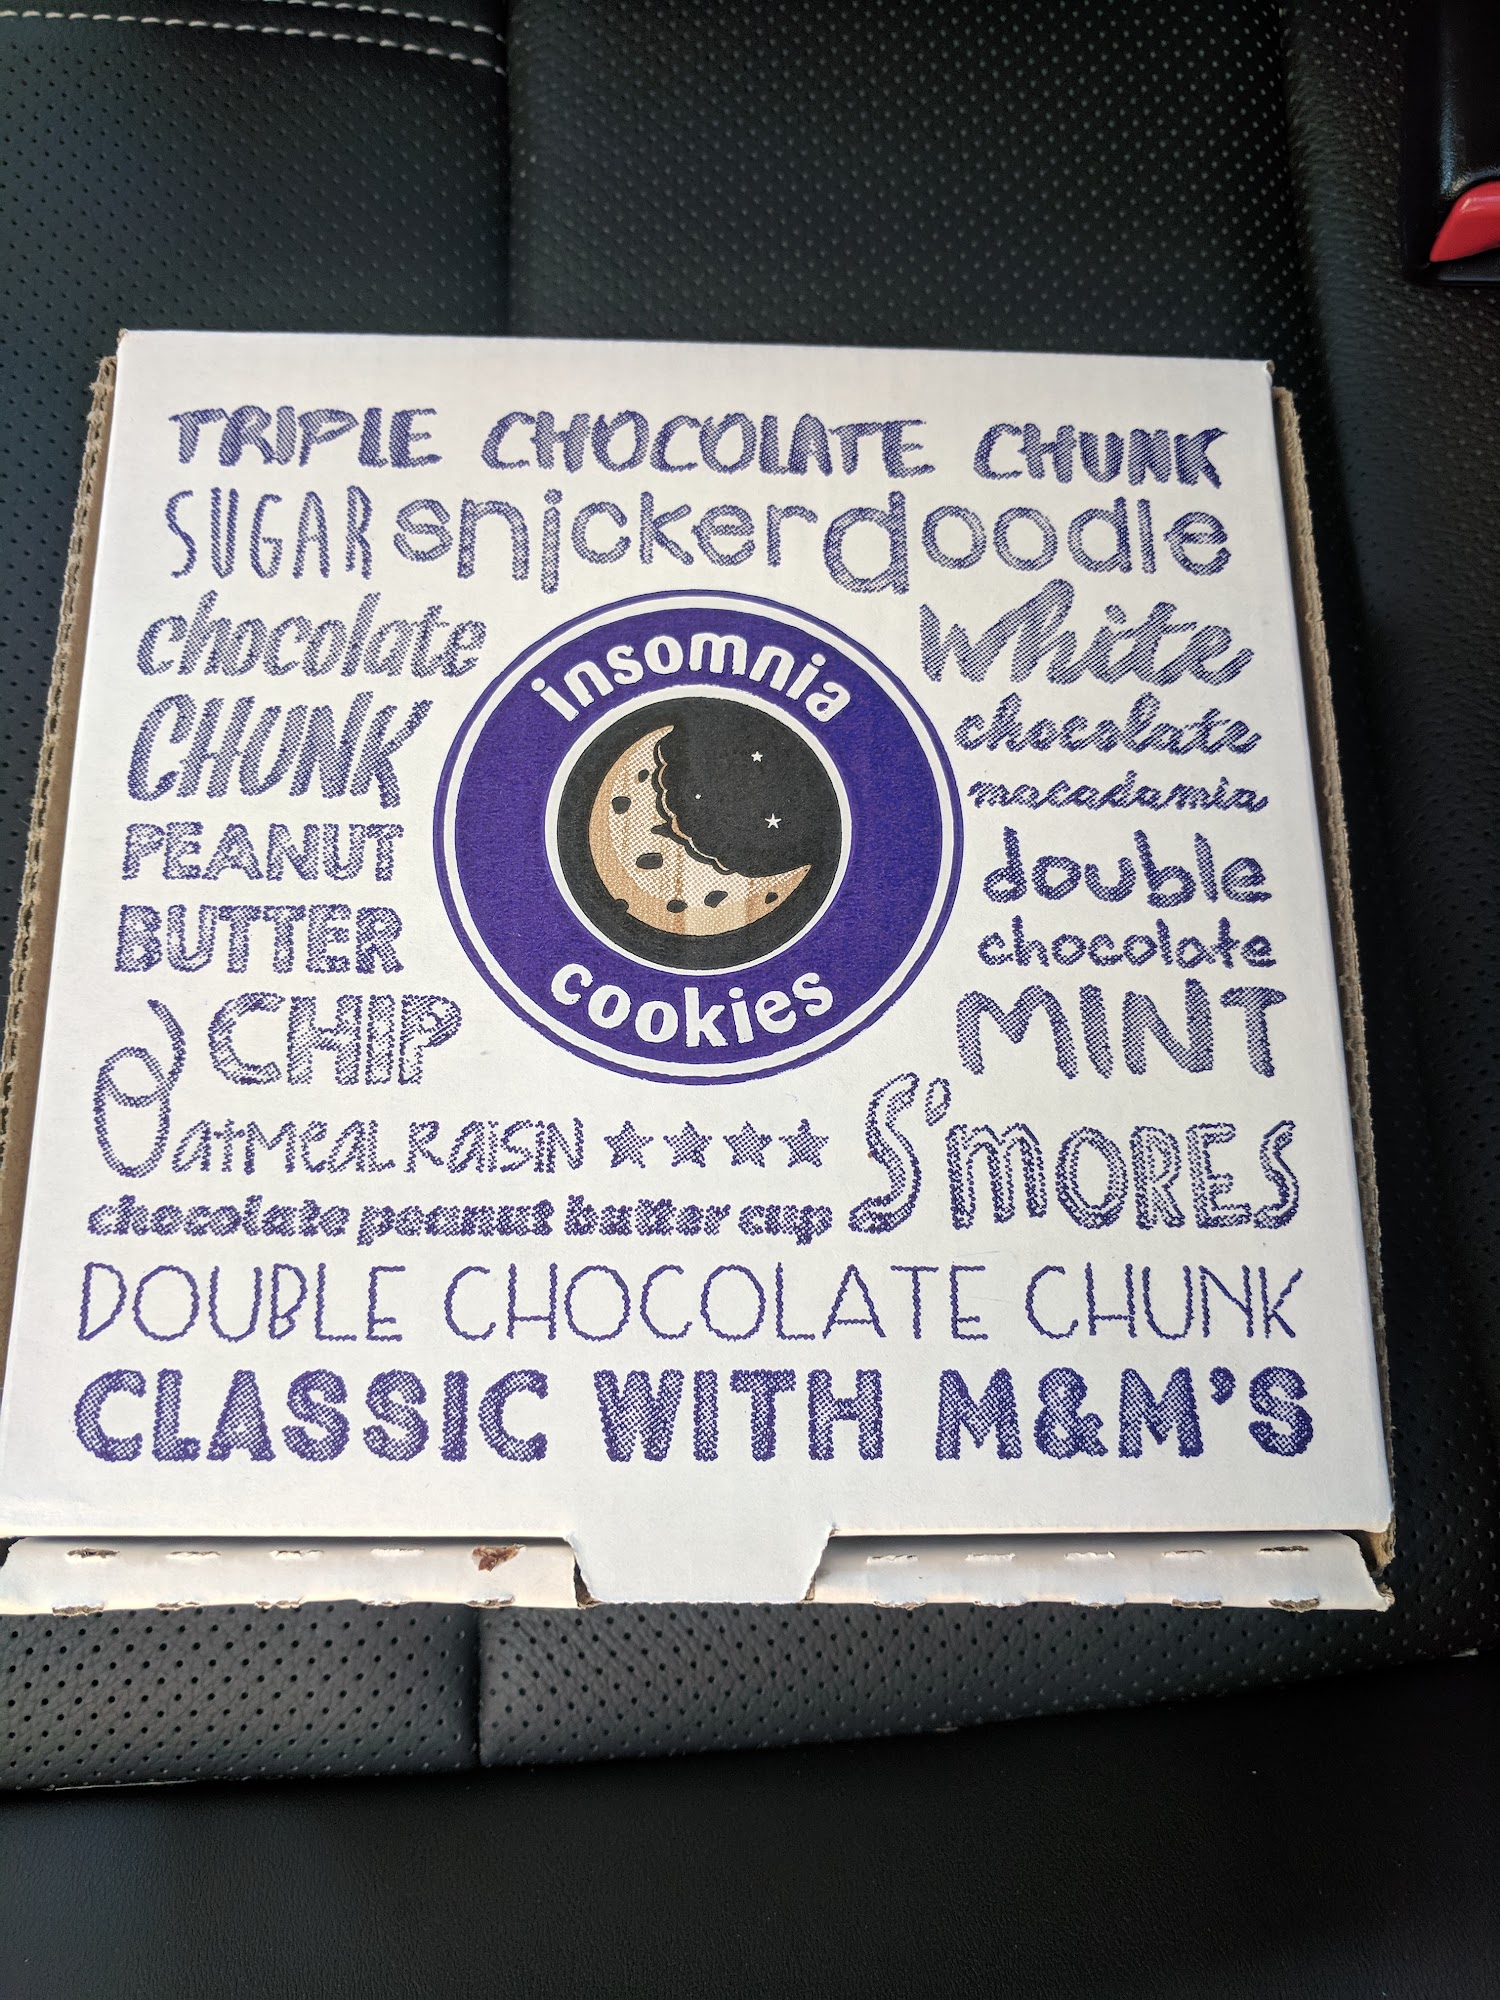 TRIPLE CHOCOLATE CHUNK
SUGAR snickerdoodle
chocolate
CHUNK
PEANUT
BUTTER
CHIP
insomnia
cookies
White
chocolate
macadamia
double
chocolate
MINT
Oatmeal Raisin ★★★★ S'MORES
chocolate peanut butter cup
DOUBLE CHOCOLATE CHUNK
CLASSIC WITH M&M'S